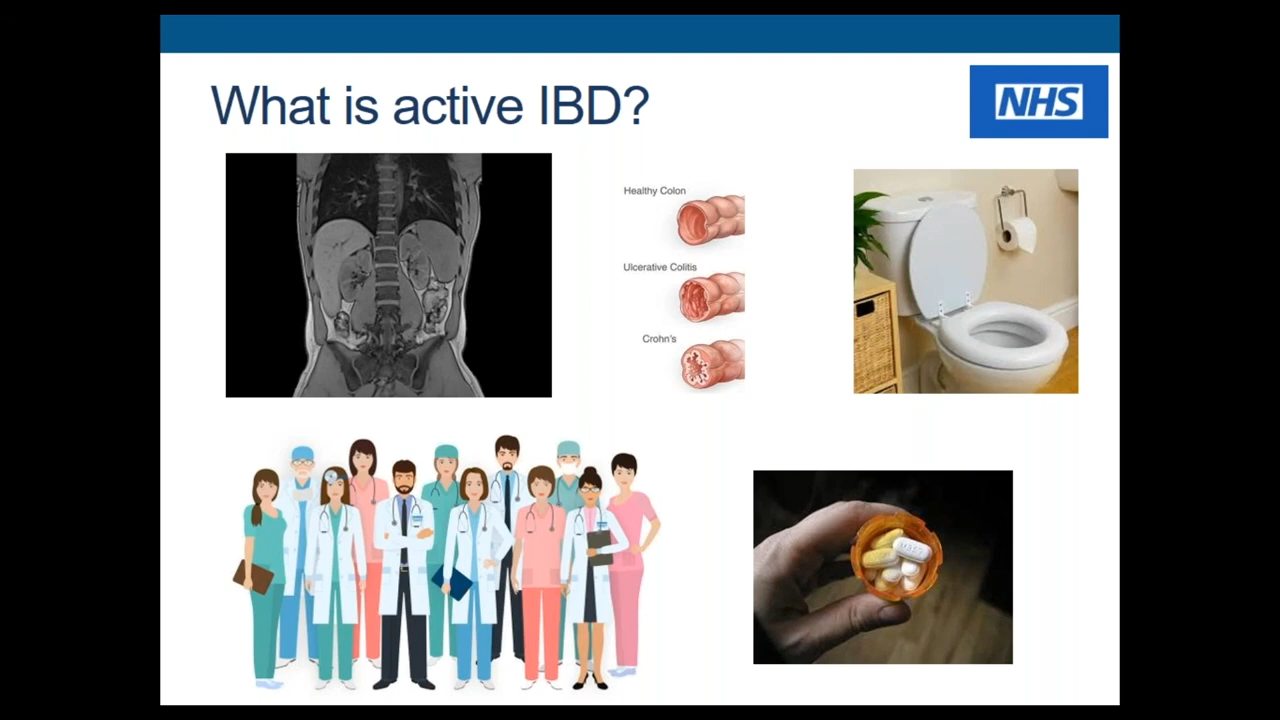 What is active IBD?
NHS
Healthy Colon
Ulcerative Colitis
Crohn's